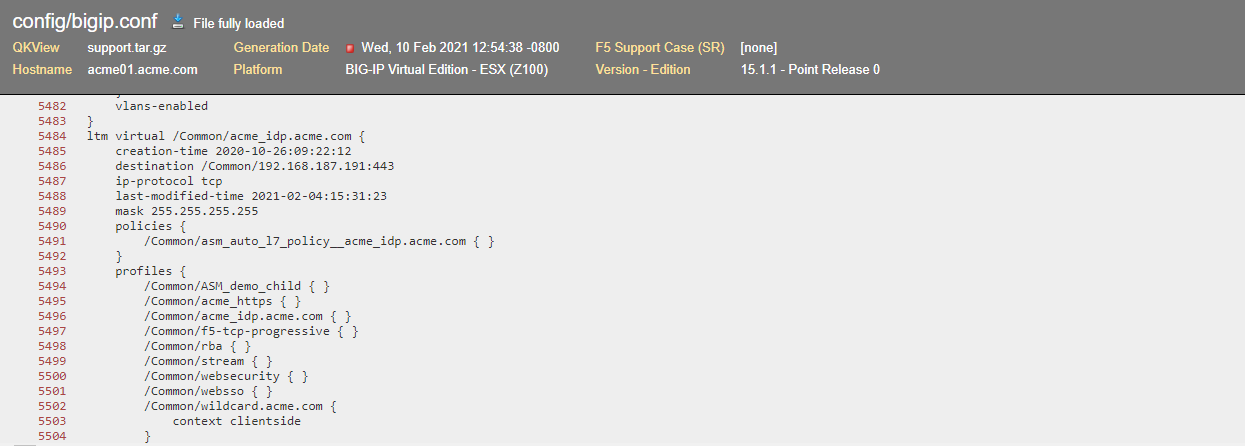 config/bigip.conf File fully loaded
QKView support.tar.gz Generation Date Wed, 10 Feb 2021 12:54:38 -0800 F5 Support Case (SR) [none]
Hostname acme01.acme.com Platform BIG-IP Virtual Edition - ESX (Z100) Version - Edition 15.1.1 - Point Release 0
5482 vlans-enabled
5483 }
5484 ltm virtual /Common/acme_idp.acme.com {
5485 creation-time 2020-10-26:09:22:12
5486 destination /Common/192.168.187.191:443
5487 ip-protocol tcp
5488 last-modified-time 2021-02-04:15:31:23
5489 mask 255.255.255.255
5490 policies {
5491 /Common/asm_auto_l7_policy__acme_idp.acme.com { }
5492 }
5493 profiles {
5494 /Common/ASM_demo_child { }
5495 /Common/acme_https { }
5496 /Common/acme_idp.acme.com { }
5497 /Common/f5-tcp-progressive { }
5498 /Common/rba { }
5499 /Common/stream { }
5500 /Common/websecurity { }
5501 /Common/websso { }
5502 /Common/wildcard.acme.com {
5503 context clientside
5504 }